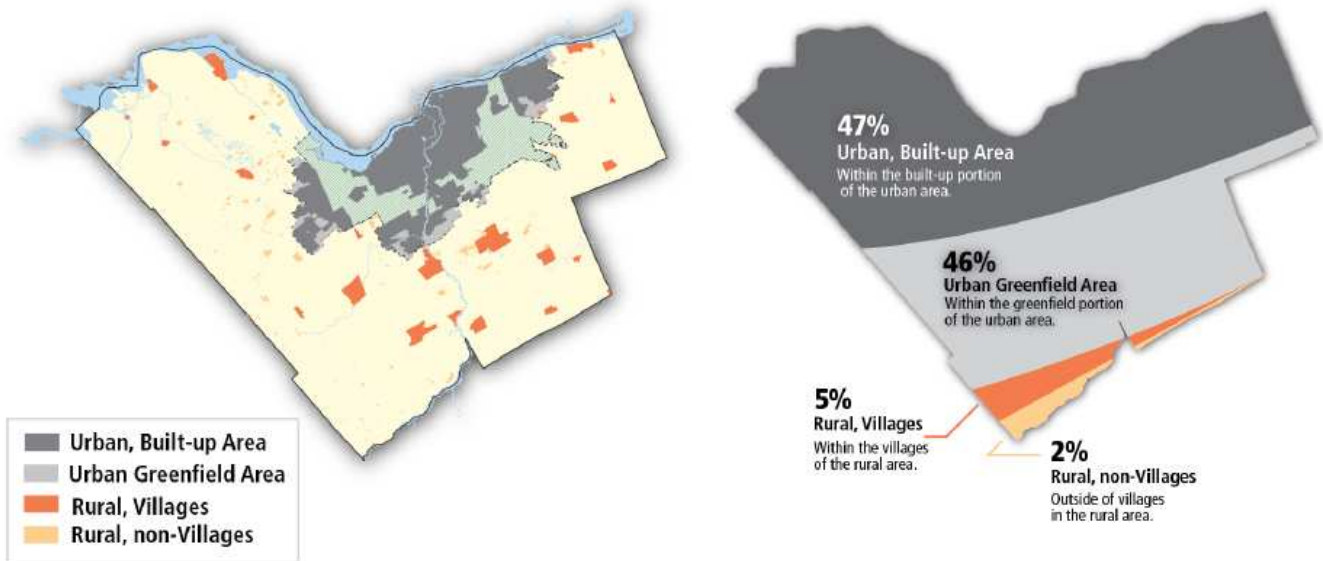 Urban, Built-up Area
Urban Greenfield Area
Rural, Villages
Rural, non-Villages
47%
Urban, Built-up Area
Within the built-up portion
of the urban area.
46%
Urban Greenfield Area
Within the greenfield portion
of the urban area.
5%
Rural, Villages
Within the villages
of the rural area.
2%
Rural, non-Villages
Outside of villages
in the rural area.